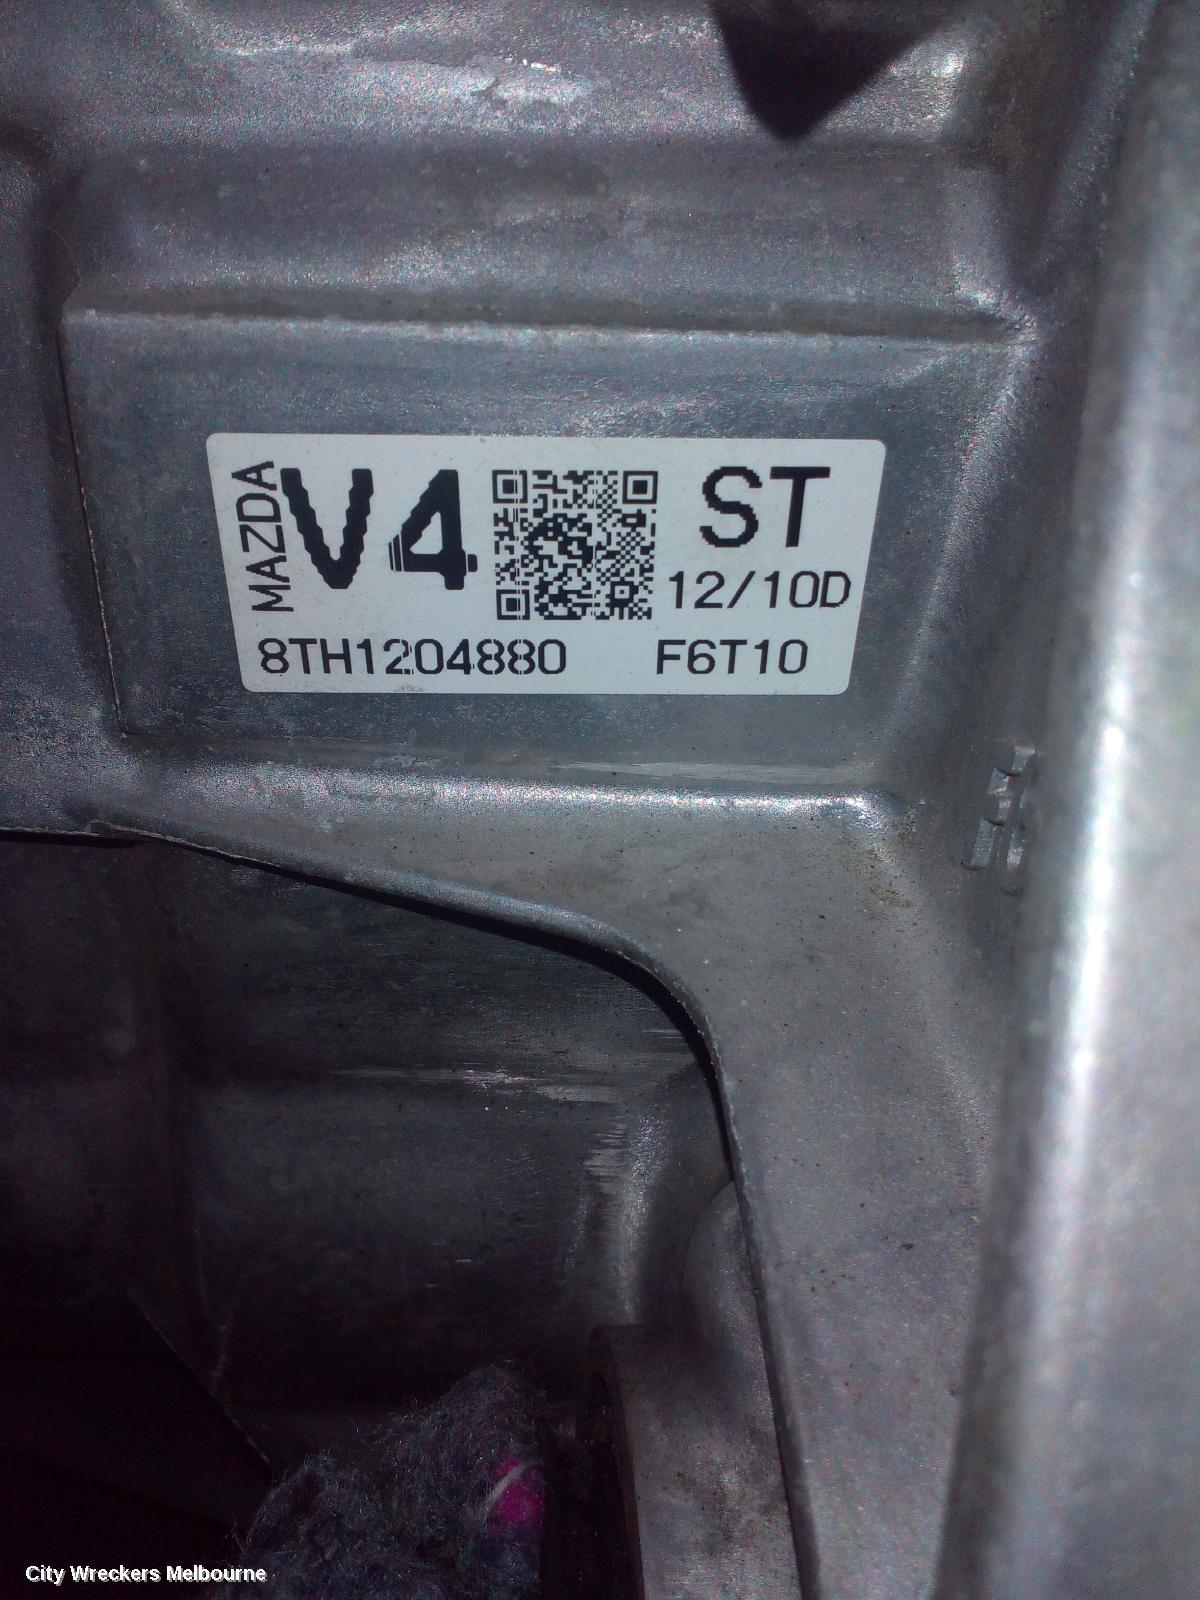 MAZDA
V4
ST
12/10D
8TH1204880 F6T10
City Wreckers Melbourne